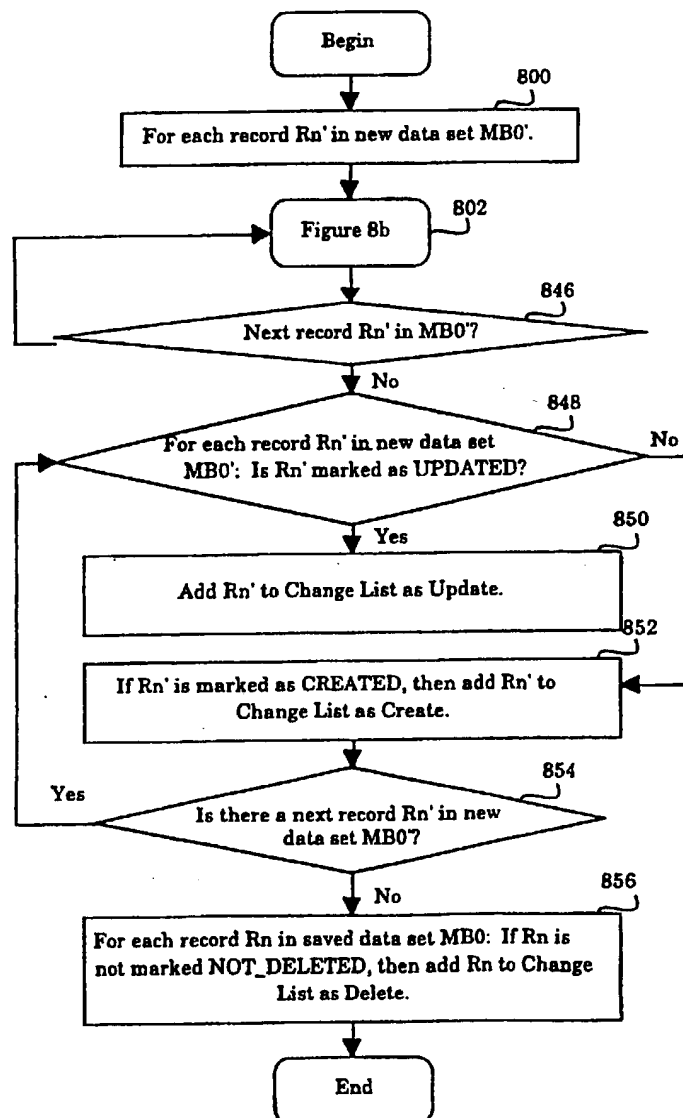 Begin
800
For each record Rn' in new data set MB0'.
Figure 8b
802
846
Next record Rn' in MB0'?
No
848
For each record Rn' in new data set
MB0': Is Rn' marked as UPDATED?
No
Yes
850
Add Rn' to Change List as Update.
852
If Rn' is marked as CREATED, then add Rn' to
Change List as Create.
854
Yes
Is there a next record Rn' in new
data set MB0'?
No
856
For each record Rn in saved data set MB0: If Rn is
not marked NOT_DELETED, then add Rn to Change
List as Delete.
End